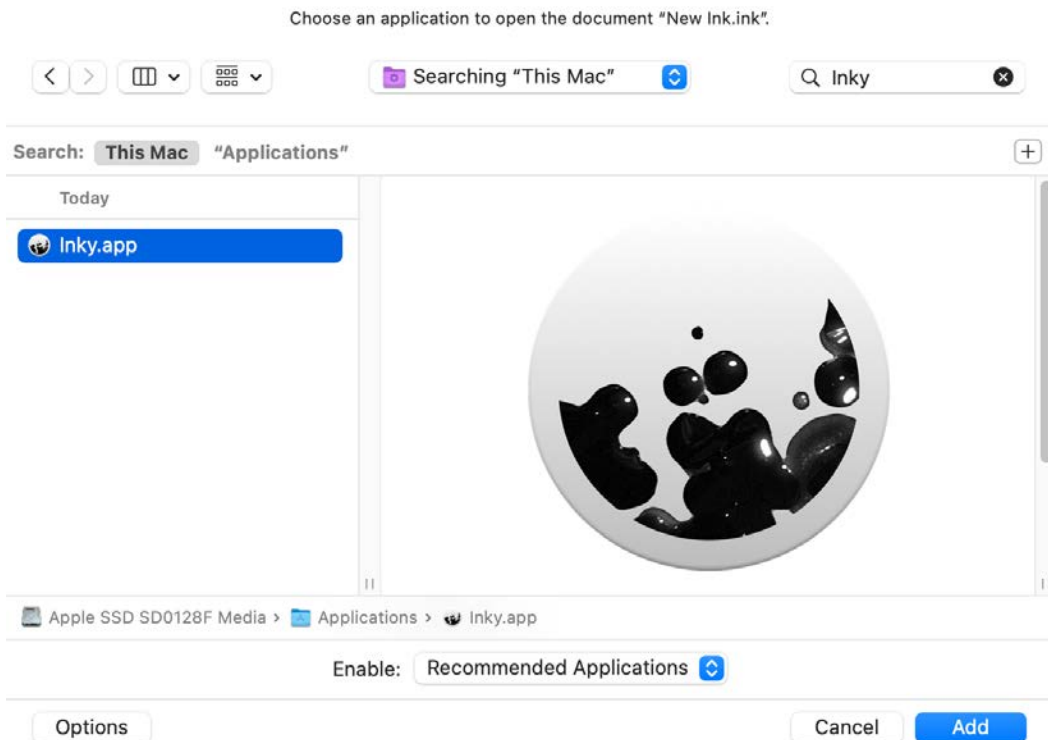 Choose an application to open the document “New Ink.ink”.
Searching “This Mac”
Inky
Search: This Mac “Applications”
Today
Inky.app
Apple SSD SD0128F Media › Applications › Inky.app
Enable: Recommended Applications
Options Cancel Add